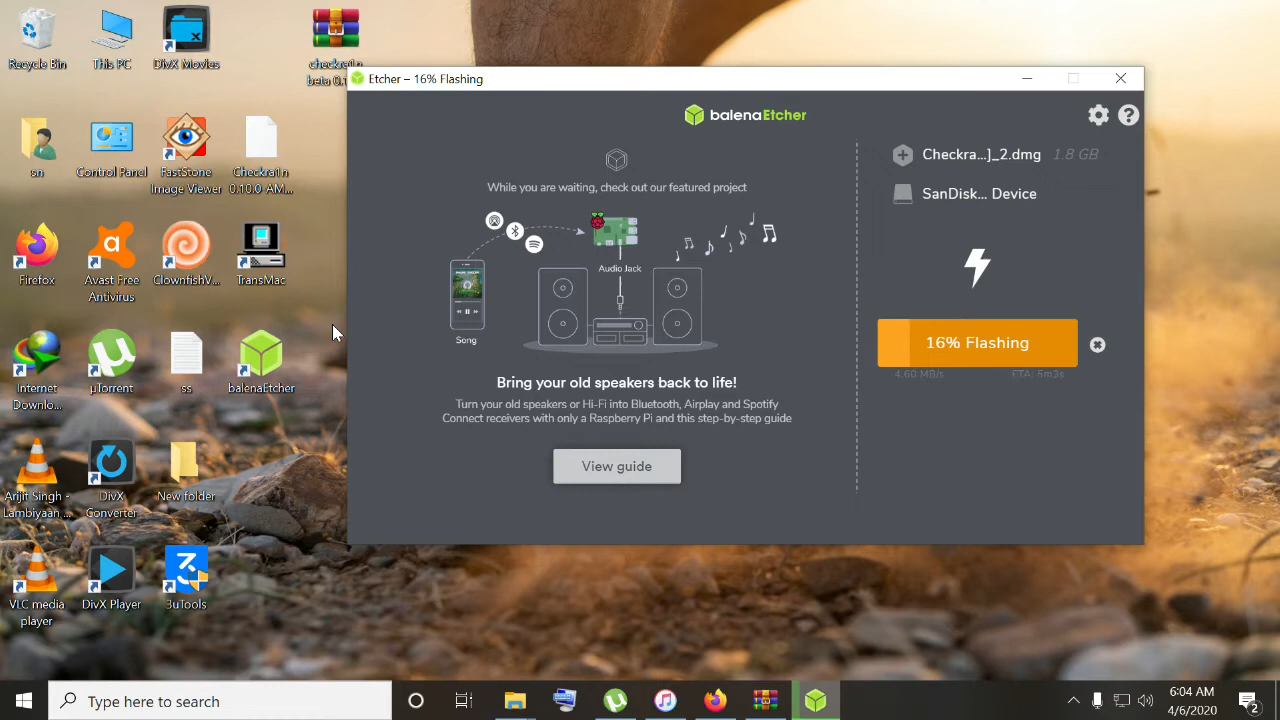 Recycle Bin
This PC
DivX Movies
checkra1n
beta 0.1
sn
Control Panel
FastStone
Image Viewer
Checkra1n
0.10.0-AM...
Firefox
Avast Free
Antivirus
ClownfishV...
TransMac
Internet
Downlo...
µTorrent
ss
balenaEtcher
Arijit Singh -
Lambiyaan ...
DivX
Converter
New folder
VLC media
player
DivX Player
3uTools
Etcher – 16% Flashing
balenaEtcher
While you are waiting, check out our featured project
Audio Jack
Song
Bring your old speakers back to life!
Turn your old speakers or Hi-Fi into Bluetooth, Airplay and Spotify
Connect receivers with only a Raspberry Pi and this step-by-step guide
View guide
Checkra...]_2.dmg 1.8 GB
SanDisk... Device
16% Flashing
4.60 MB/s ETA: 5m2s
Type here to search
6:04 AM
4/6/2020
2